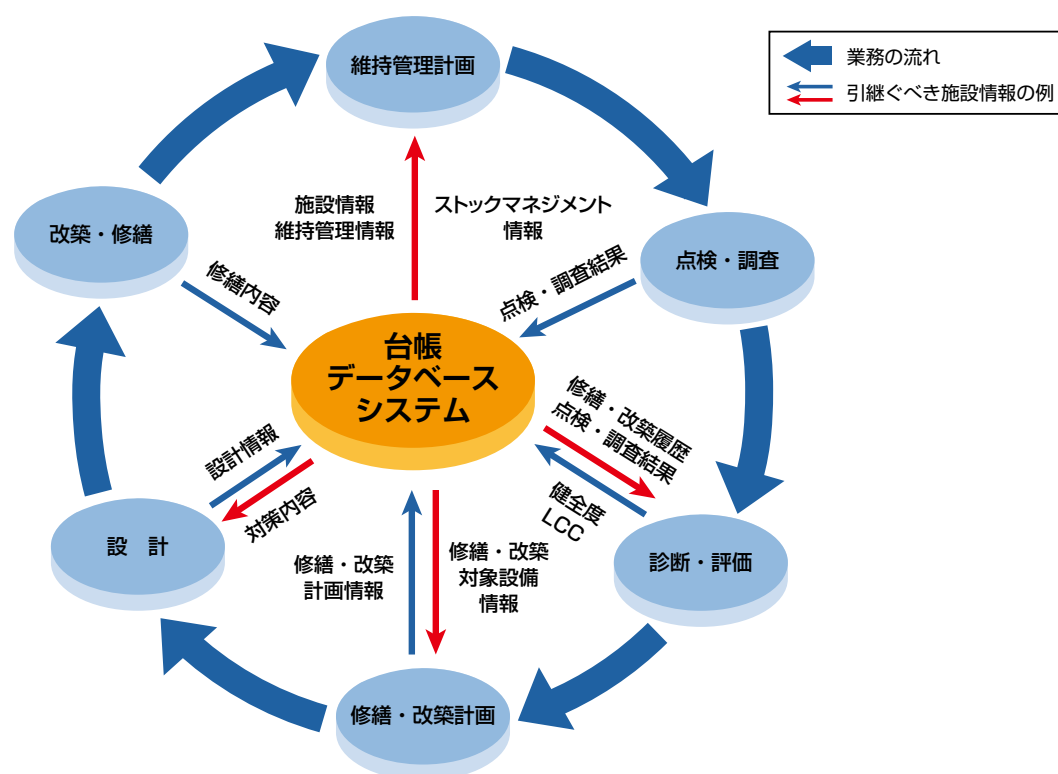 業務の流れ
引継ぐべき施設情報の例
維持管理計画
施設情報
維持管理情報
ストックマネジメント
情報
改築・修繕
点検・調査
修繕内容
点検・調査結果
台帳
データベース
システム
修繕・改築履歴
点検・調査結果
設計情報
対策内容
健全度
LCC
設　計
診断・評価
修繕・改築
計画情報
修繕・改築
対象設備
情報
修繕・改築計画